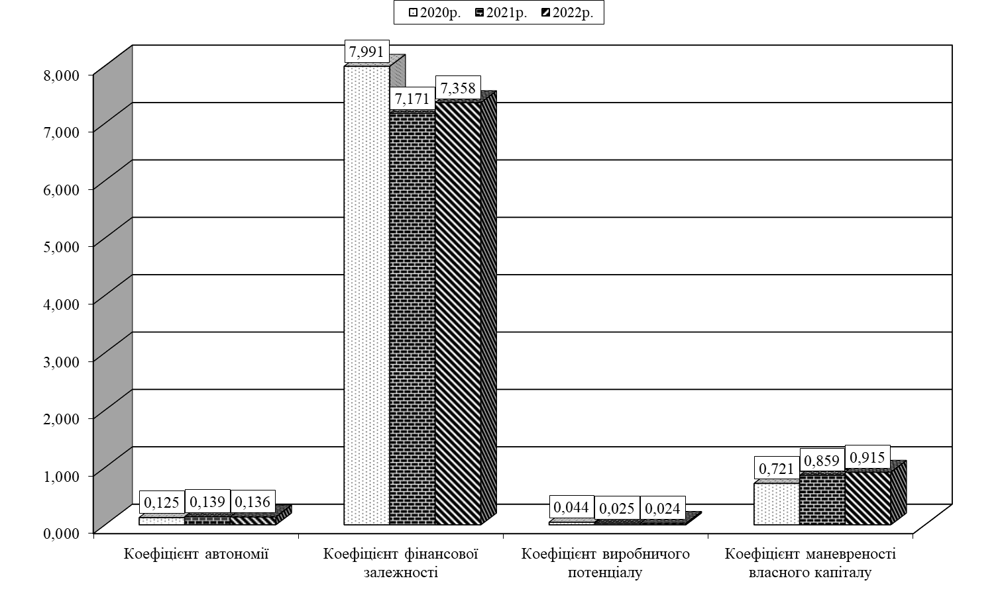 2020р. 2021р. 2022р.
8,000
7,000
6,000
5,000
4,000
3,000
2,000
1,000
0,000
0,125 0,139 0,136
7,991 7,171 7,358
0,044 0,025 0,024
0,721 0,859 0,915
Коефіцієнт автономії
Коефіцієнт фінансової
залежності
Коефіцієнт виробничого
потенціалу
Коефіцієнт маневреності
власного капіталу